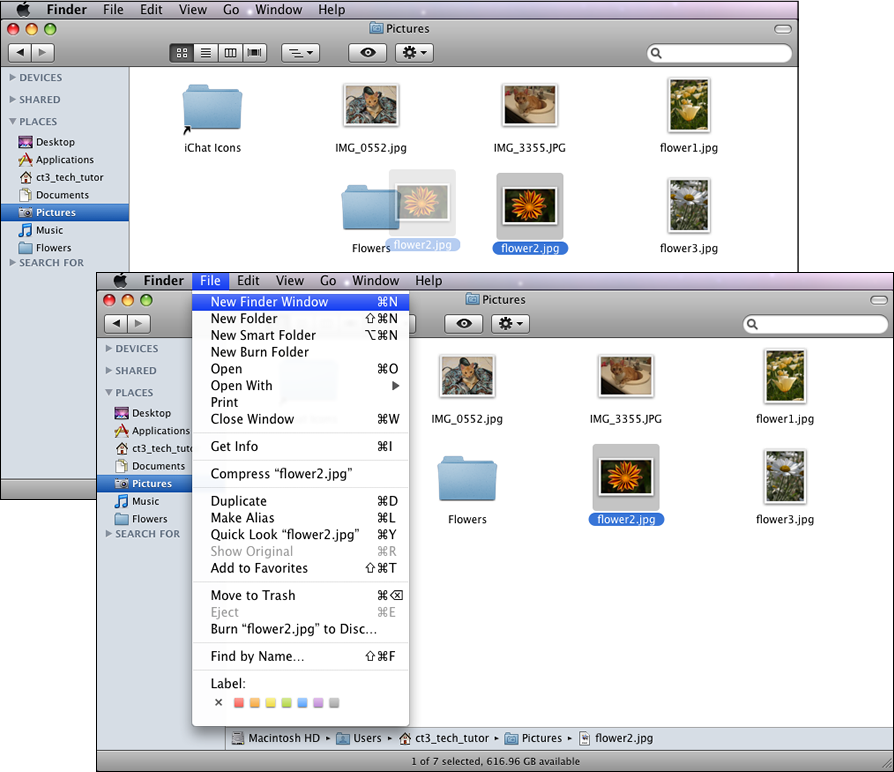 Finder File Edit View Go Window Help
Pictures
DEVICES
SHARED
PLACES
Desktop
Applications
ct3_tech_tutor
Documents
Pictures
Music
Flowers
SEARCH FOR
iChat Icons
IMG_0552.jpg
IMG_3355.JPG
flower1.jpg
Flowers
flower2.jpg
flower2.jpg
flower3.jpg
Finder File Edit View Go Window Help
Pictures
DEVICES
SHARED
PLACES
Desktop
Applications
ct3_tech_tuto
Documents
Pictures
Music
Flowers
SEARCH FOR
New Finder Window ⌘N
New Folder ⇧⌘N
New Smart Folder ⌥⌘N
New Burn Folder
Open ⌘O
Open With
Print
Close Window ⌘W
Get Info ⌘I
Compress “flower2.jpg”
Duplicate ⌘D
Make Alias ⌘L
Quick Look “flower2.jpg” ⌘Y
Show Original ⌘R
Add to Favorites ⇧⌘T
Move to Trash ⌘⌫
Eject ⌘E
Burn “flower2.jpg” to Disc…
Find by Name… ⇧⌘F
Label:
IMG_0552.jpg
IMG_3355.JPG
flower1.jpg
Flowers
flower2.jpg
flower3.jpg
Macintosh HD ▸ Users ▸ ct3_tech_tutor ▸ Pictures ▸ flower2.jpg
1 of 7 selected, 616.96 GB available